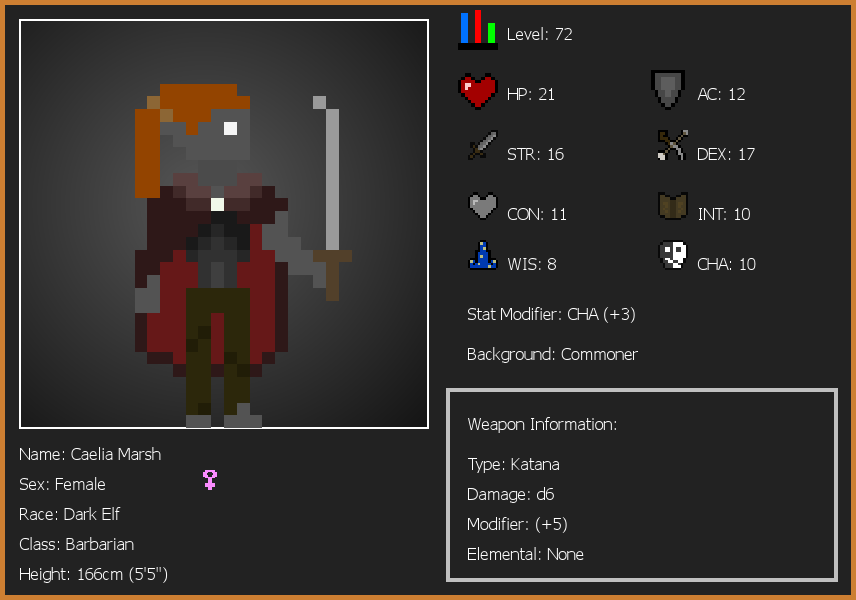 Level: 72
HP: 21
AC: 12
STR: 16
DEX: 17
CON: 11
INT: 10
WIS: 8
CHA: 10
Stat Modifier: CHA (+3)
Background: Commoner
Weapon Information:
Type: Katana
Damage: d6
Modifier: (+5)
Elemental: None
Name: Caelia Marsh
Sex: Female
Race: Dark Elf
Class: Barbarian
Height: 166cm (5'5")